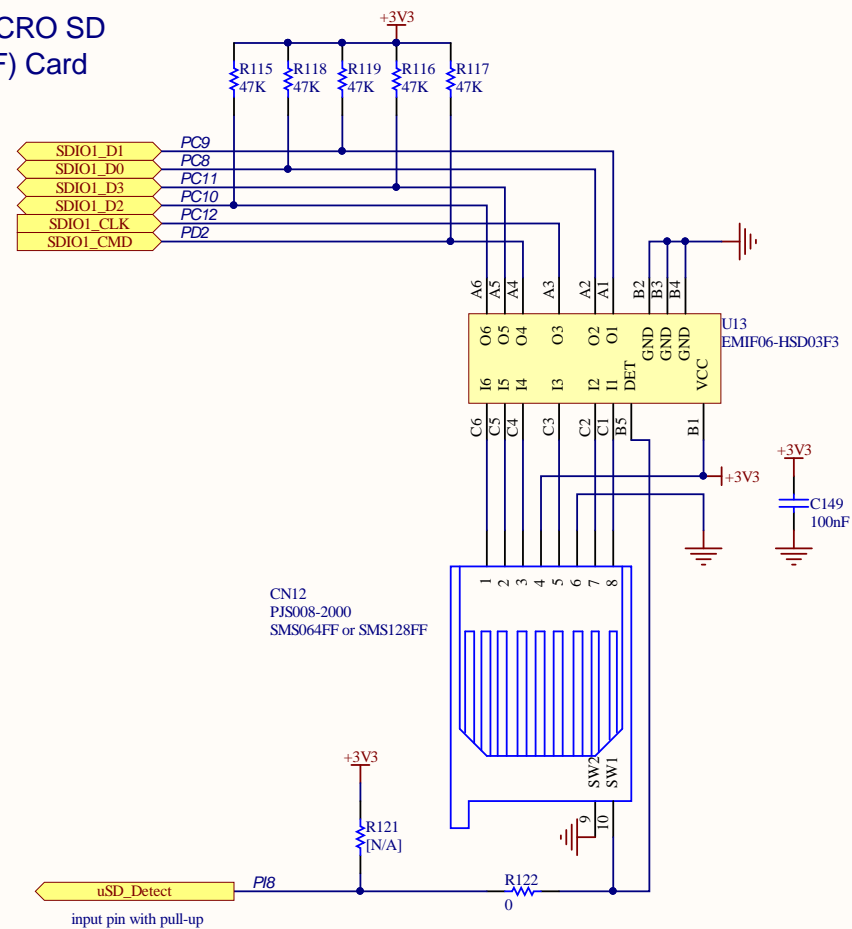 CRO SD
F) Card
+3V3
R115
47K
R118
47K
R119
47K
R116
47K
R117
47K
SDIO1_D1
PC9
SDIO1_D0
PC8
SDIO1_D3
PC11
SDIO1_D2
PC10
SDIO1_CLK
PC12
SDIO1_CMD
PD2
A6
A5
A4
A3
A2
A1
B2
B3
B4
O6
O5
O4
O3
O2
O1
GND
GND
GND
U13
EMIF06-HSD03F3
I6
I5
I4
I3
I2
I1
DET
VCC
C6
C5
C4
C3
C2
C1
B5
B1
+3V3
+3V3
C149
100nF
1
2
3
4
5
6
7
8
CN12
PJS008-2000
SMS064FF or SMS128FF
SW2
SW1
9
10
+3V3
R121
[N/A]
uSD_Detect
PI8
R122
0
input pin with pull-up